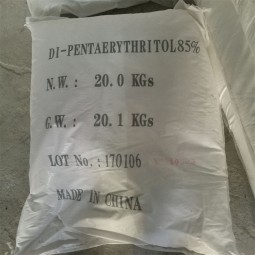 DI-PENTAERYTHRITOL85%
N.W.: 20.0 KGs
G.W.: 20.1 KGs
LOT No.:170106
MADE IN CHINA